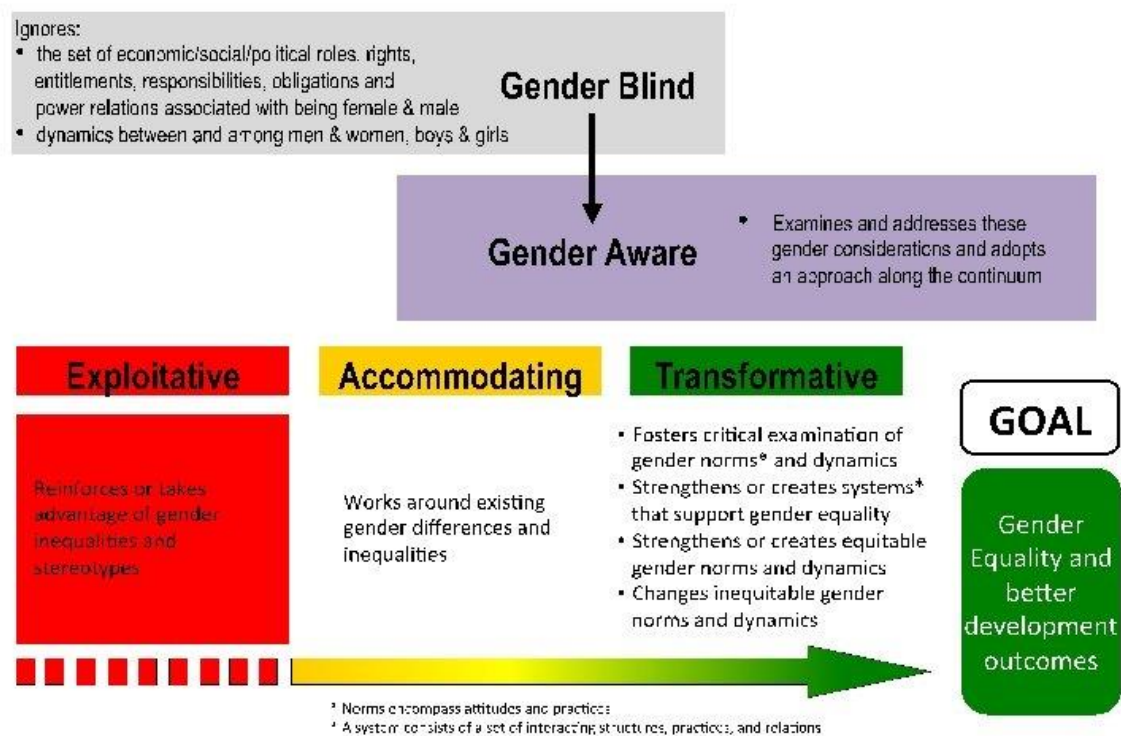 Ignores:
• the set of economic/social/political roles, rights,
entitlements, responsibilities, obligations and
power relations associated with being female & male
• dynamics between and among men & women, boys & girls
Gender Blind
Gender Aware
• Examines and addresses these
gender considerations and adopts
an approach along the continuum
Exploitative
Reinforces or takes
advantage of gender
inequalities and
stereotypes
Accommodating
Works around existing
gender differences and
inequalities
Transformative
• Fosters critical examination of
gender norms* and dynamics
• Strengthens or creates systems*
that support gender equality
• Strengthens or creates equitable
gender norms and dynamics
• Changes inequitable gender
norms and dynamics
GOAL
Gender
Equality and
better
development
outcomes
* Norms encompass attitudes and practices
* A system consists of a set of interacting structures, practices, and relations